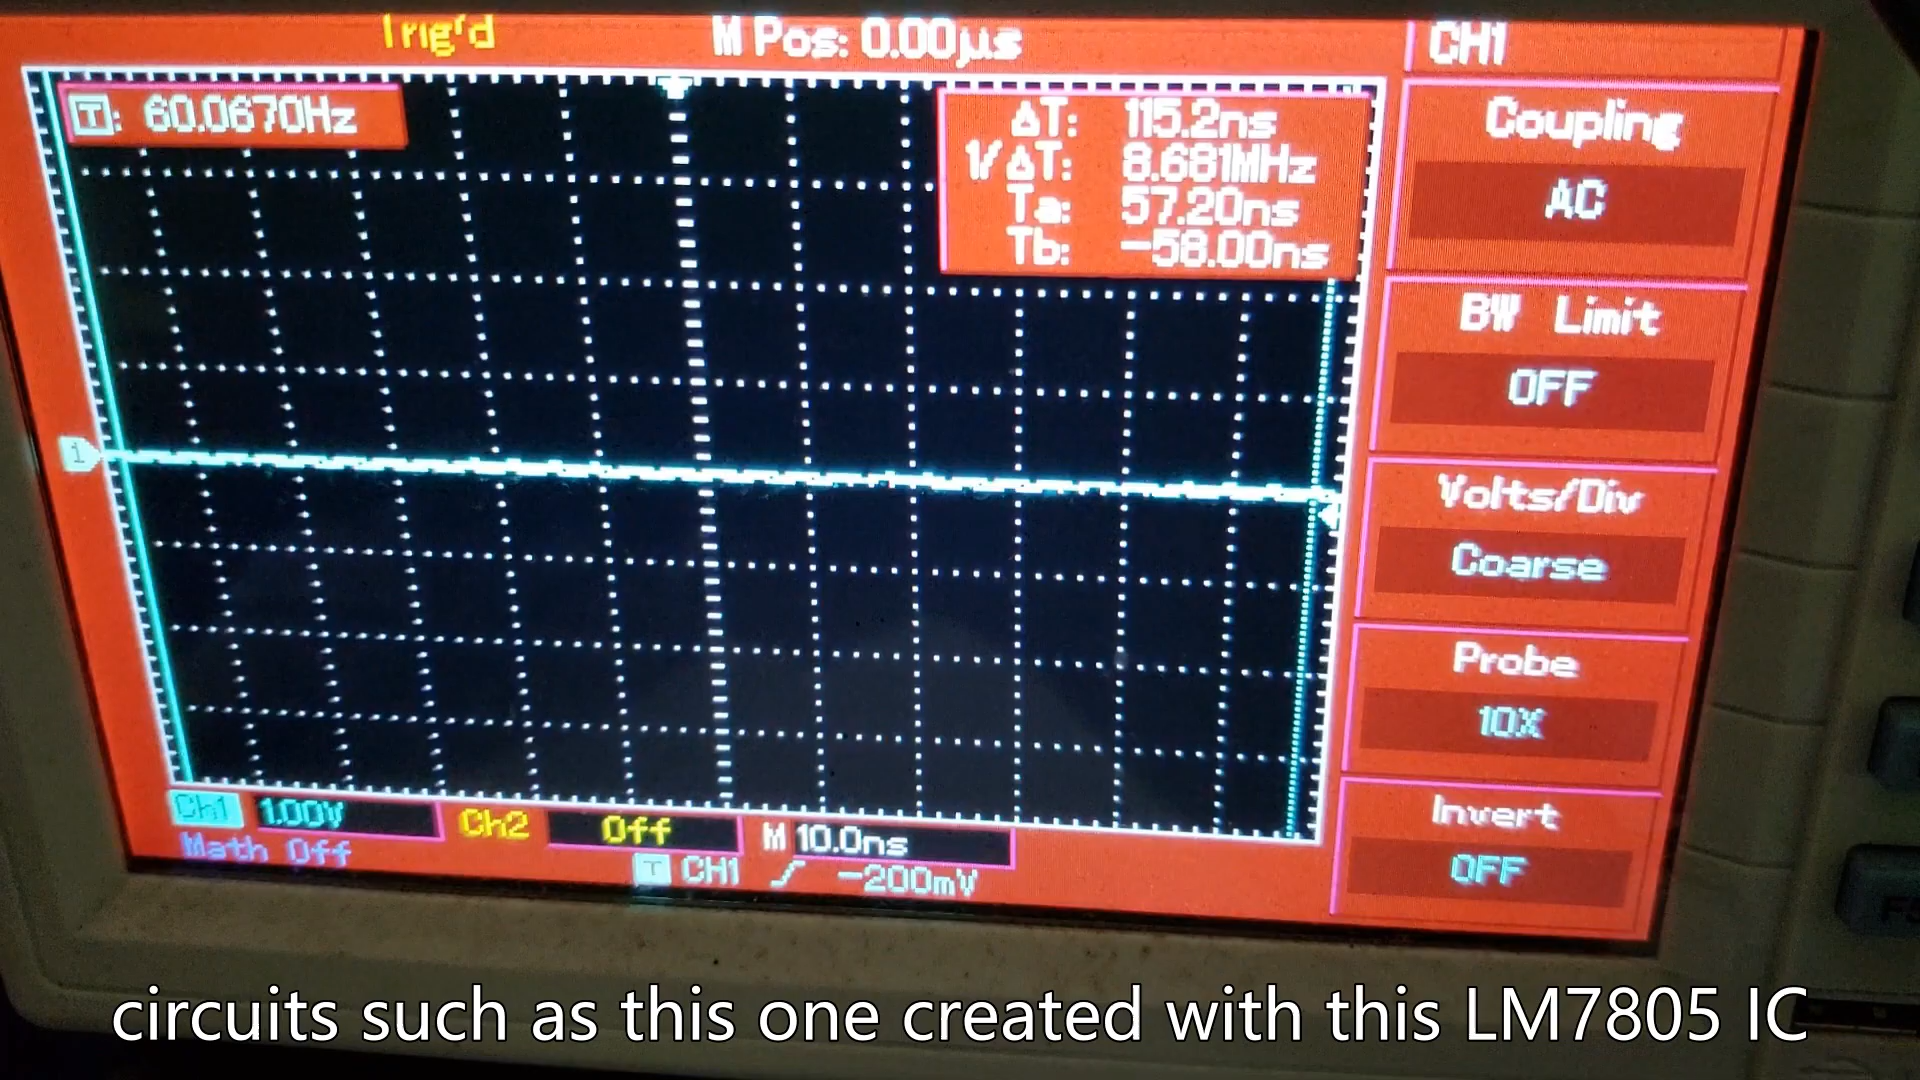 Trig'd
M Pos: 0.00µs
CH1
T: 60.0670Hz
ΔT: 115.2ns
1/ΔT: 8.681MHz
Ta: 57.20ns
Tb: -58.00ns
Coupling
AC
BW Limit
OFF
Volts/Div
Coarse
Probe
10X
Invert
OFF
1
Ch1 1.00V Ch2 Off M 10.0ns
Math Off T CH1 -200mV
circuits such as this one created with this LM7805 IC